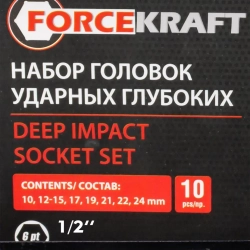 FORCEKRAFT
НАБОР ГОЛОВОК
УДАРНЫХ ГЛУБОКИХ
DEEP IMPACT
SOCKET SET
CONTENTS/ СОСТАВ:
10, 12-15, 17, 19, 21, 22, 24 mm
10
pcs/пр.
6 pt
1/2‘‘